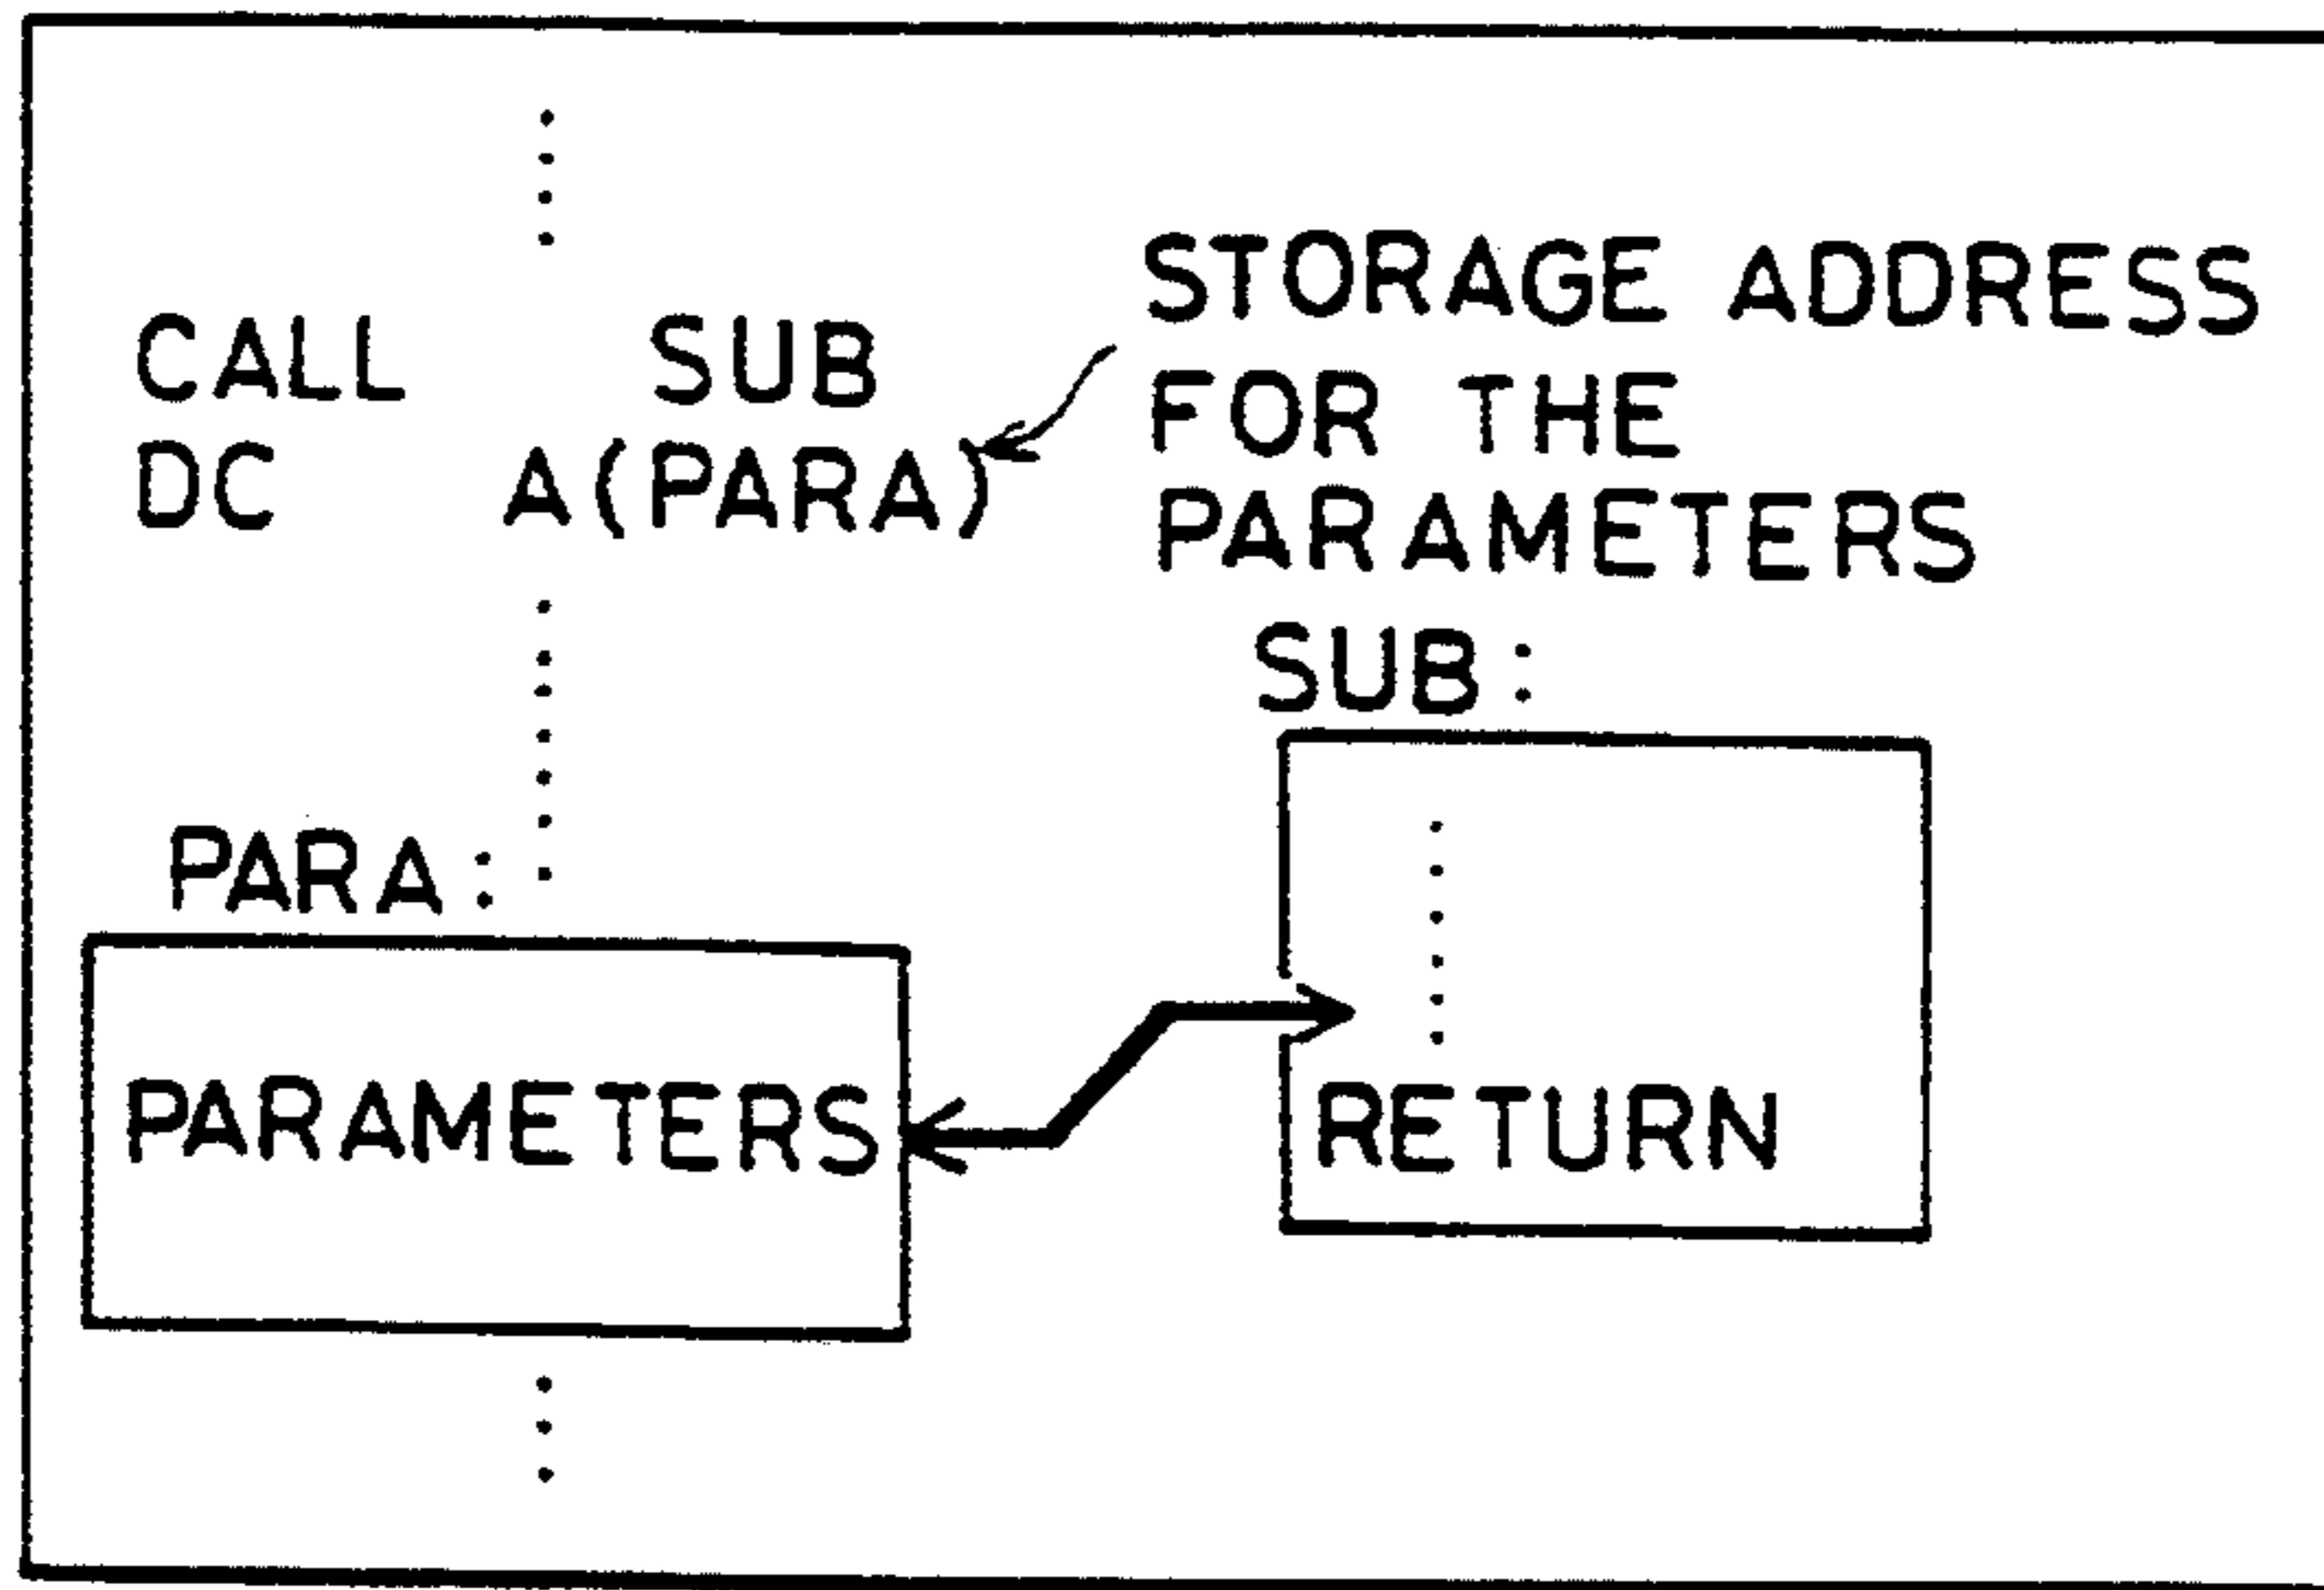 CALL SUB
DC A(PARA)
STORAGE ADDRESS
FOR THE
PARAMETERS
SUB:
PARA:
PARAMETERS
RETURN